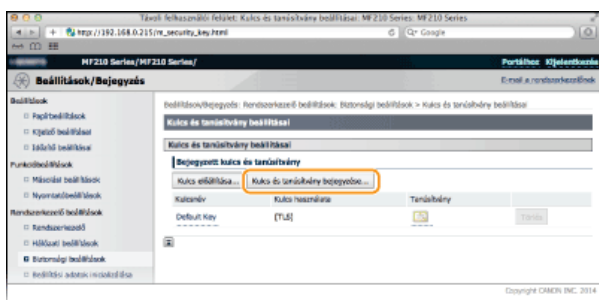 Távoli felhasználói felület: Kulcs és tanúsítvány beállításai: MF210 Series: MF210 Series
http://192.168.0.215/m_security_key.html
Google
MF210 Series/MF210 Series/
Portálhoz Kijelentkezés
Beállítások/Bejegyzés
E-mail a rendszerkezelőnek
Beállítások
Papírbeállítások
Kijelző beállításai
Időzítő beállításai
Funkcióbeállítások
Másolási beállítások
Nyomtatóbeállítások
Rendszerkezelő beállítások
Rendszerkezelő
Hálózati beállítások
Biztonsági beállítások
Beállítási adatok inicializálása
Beállítások/Bejegyzés: Rendszerkezelő beállítások: Biztonsági beállítások > Kulcs és tanúsítvány beállításai
Kulcs és tanúsítvány beállításai
Kulcs és tanúsítvány beállításai
Bejegyzett kulcs és tanúsítvány
Kulcs előállítása... Kulcs és tanúsítvány bejegyzése...
Kulcsnév Kulcs használata Tanúsítvány
Default Key [TLS] Törlés
Copyright CANON INC. 2014